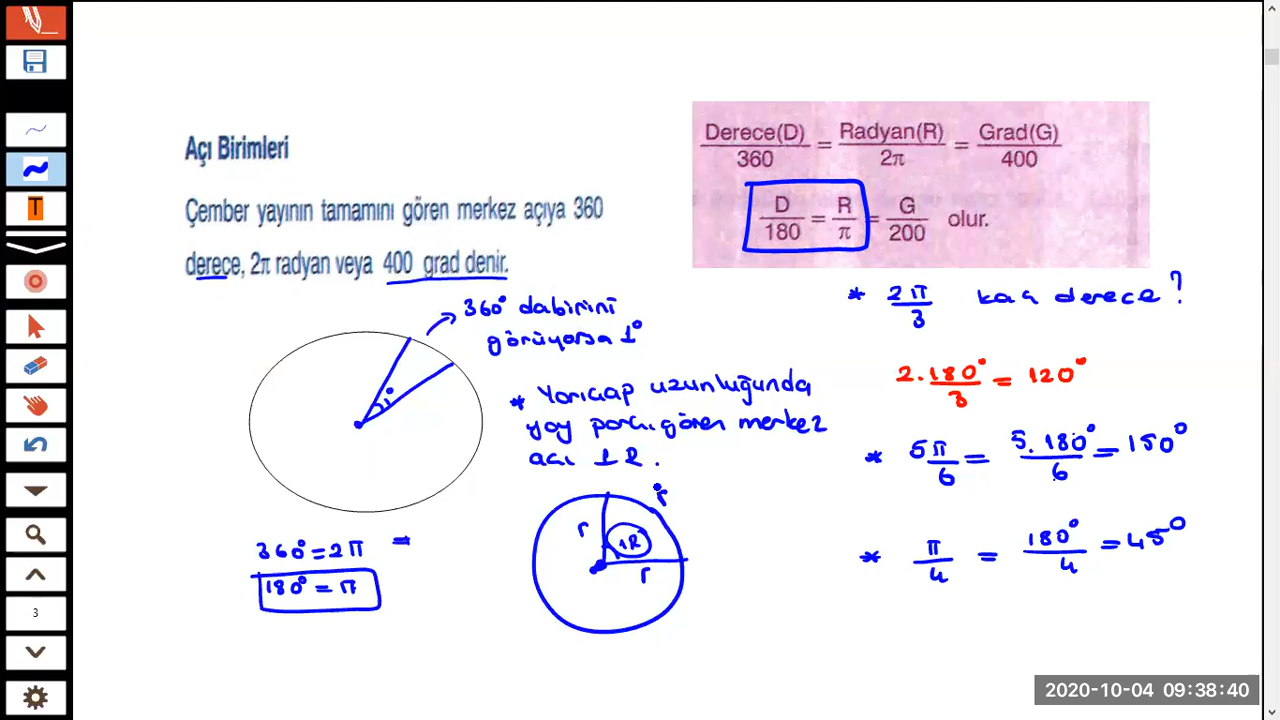 Açı Birimleri
Çember yayının tamamını gören merkez açıya 360
derece, 2π radyan veya 400 grad denir.
Derece(D)/360 = Radyan(R)/2π = Grad(G)/400
D/180 = R/π = G/200 olur.
360° dabirini
görüyorsa 1°
1°
* Yarıçap uzunluğunda
yay parç. gören merkez
açı 1R.
r
r
1R
r
360° = 2π =
180° = π
* 2π/3 kaç derece?
2.180°/3 = 120°
* 5π/6 = 5.180°/6 = 150°
* π/4 = 180°/4 = 45°
T
3
2020-10-04 09:38:40